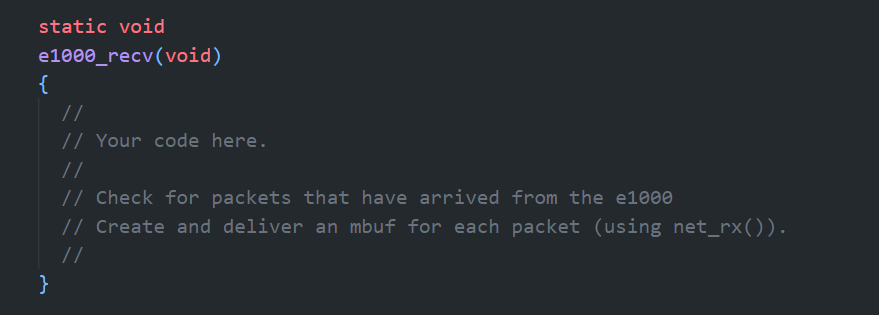 static void
e1000_recv(void)
{
  //
  // Your code here.
  //
  // Check for packets that have arrived from the e1000
  // Create and deliver an mbuf for each packet (using net_rx()).
  //
}